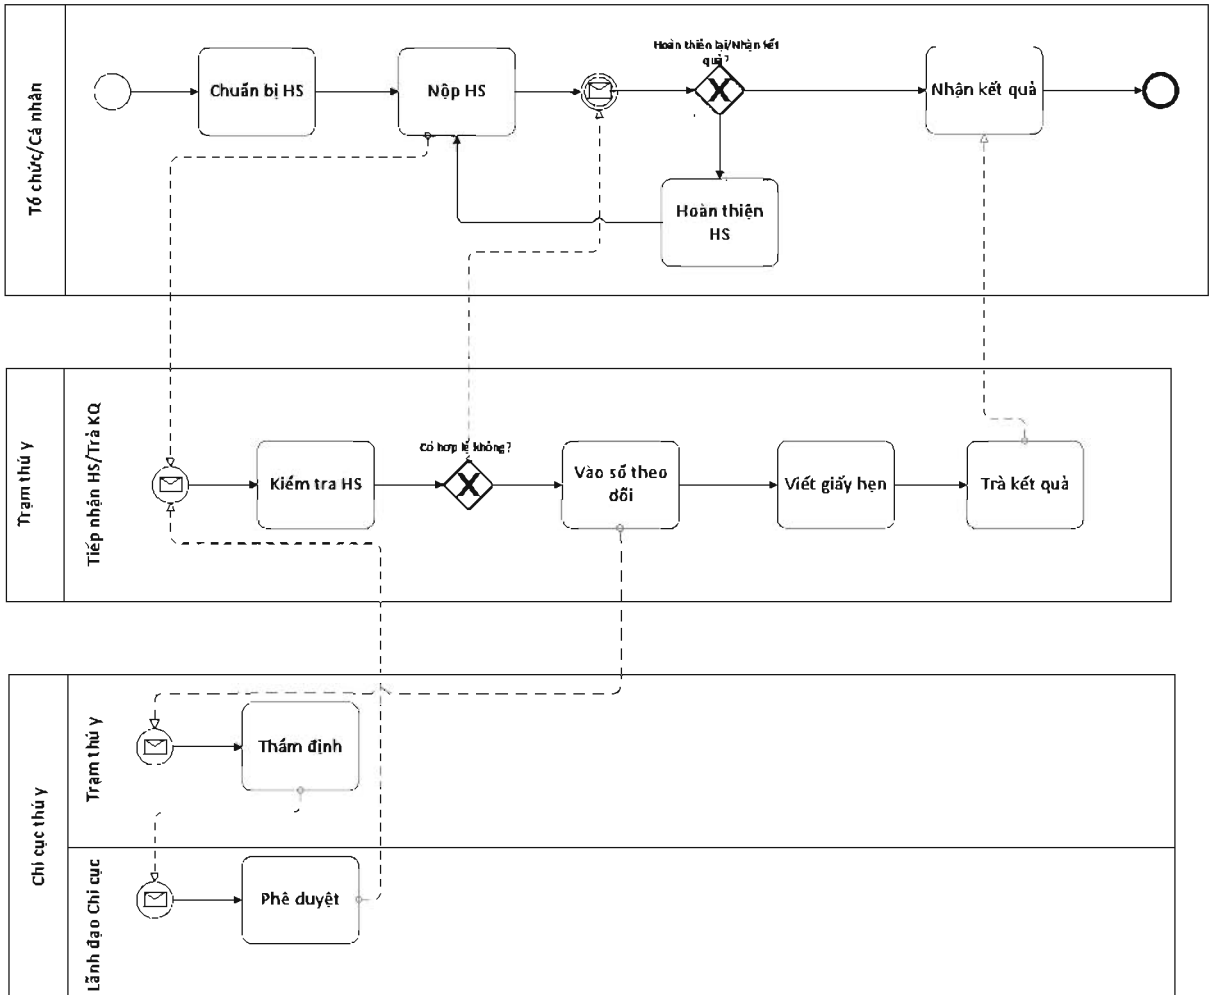 Tổ chức/Cá nhân
Chuẩn bị HS
Nộp HS
Hoàn thiện lại/Nhận kết
quả?
Nhận kết quả
Hoàn thiện
HS
Trạm thú y
Tiếp nhận HS/Trả KQ
Kiểm tra HS
Có hợp lệ không?
Vào sổ theo
dõi
Viết giấy hẹn
Trả kết quả
Chi cục thú y
Trạm thú y
Thẩm định
Lãnh đạo Chi cục
Phê duyệt